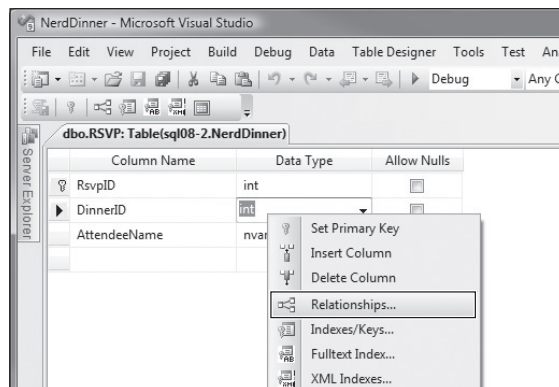 NerdDinner - Microsoft Visual Studio
File Edit View Project Build Debug Data Table Designer Tools Test
Debug Any
dbo.RSVP: Table(sql08-2.NerdDinner)
Server Explorer
Column Name Data Type Allow Nulls
RsvpID int
DinnerID int
AttendeeName
Set Primary Key
Insert Column
Delete Column
Relationships...
Indexes/Keys...
Fulltext Index...
XML Indexes...